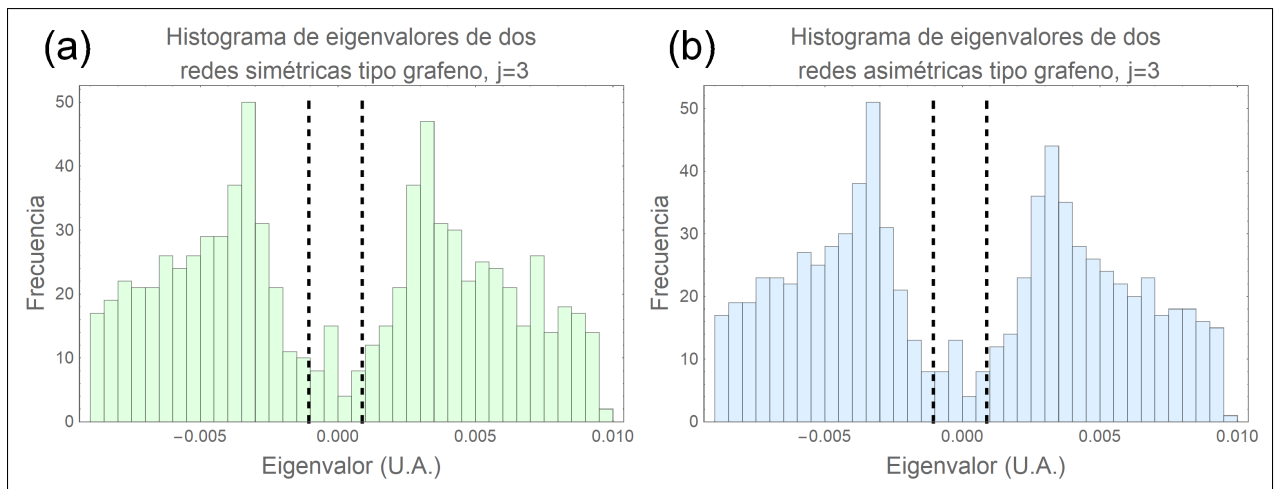 (a)
Histograma de eigenvalores de dos
redes simétricas tipo grafeno, j=3
Frecuencia
50
40
30
20
10
0
−0.005
0.000
0.005
0.010
Eigenvalor (U.A.)
(b)
Histograma de eigenvalores de dos
redes asimétricas tipo grafeno, j=3
Frecuencia
50
40
30
20
10
0
−0.005
0.000
0.005
0.010
Eigenvalor (U.A.)